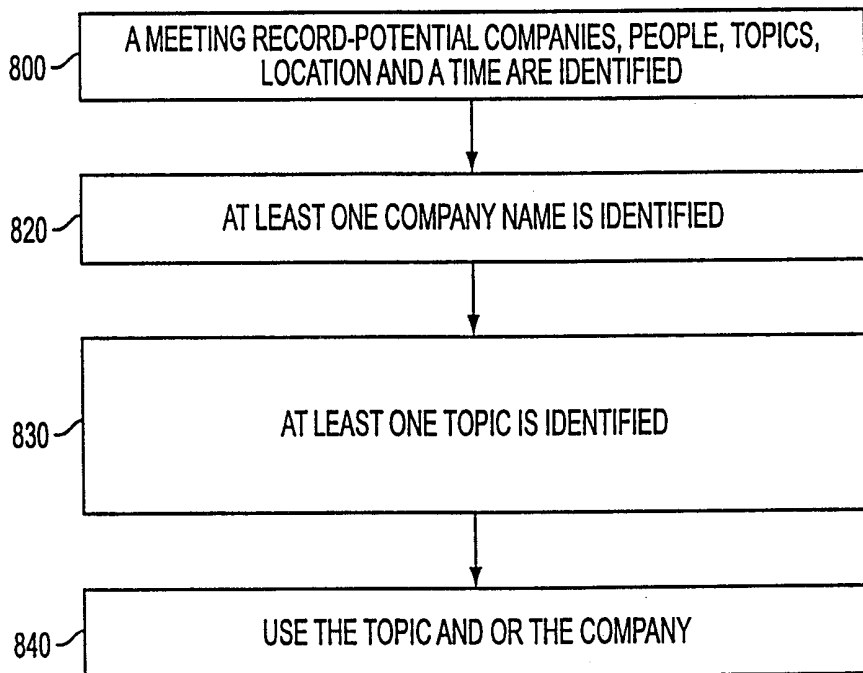 800
A MEETING RECORD-POTENTIAL COMPANIES, PEOPLE, TOPICS,
LOCATION AND A TIME ARE IDENTIFIED
820
AT LEAST ONE COMPANY NAME IS IDENTIFIED
830
AT LEAST ONE TOPIC IS IDENTIFIED
840
USE THE TOPIC AND OR THE COMPANY